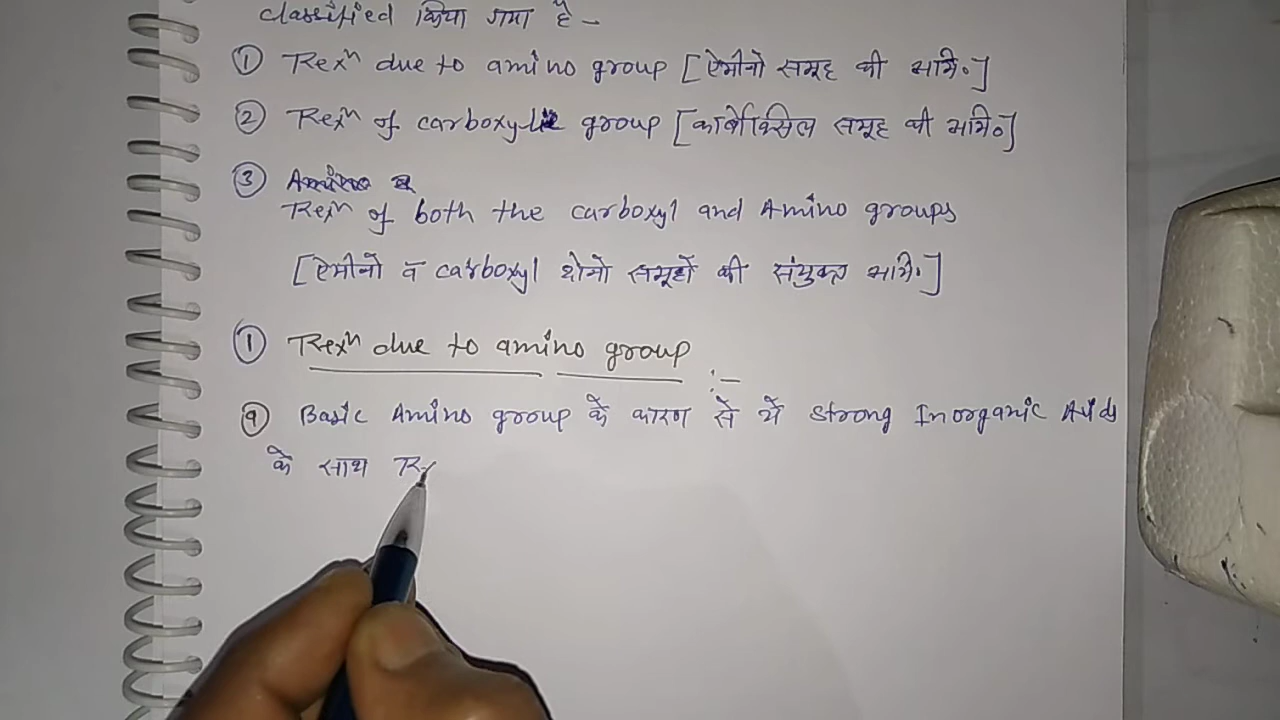 classified किया गया है -
① Rexⁿ due to amino group [ऐमीनो समूह की अभि०]
② Rexⁿ of carboxyl group [कार्बोक्सिल समूह की अभि०]
③ Amino
Rexⁿ of both the carboxyl and Amino groups
[ऐमीनो व carboxyl दोनो समूहों की संयुक्त अभि०]
① Rexⁿ due to amino group :-
ⓐ Basic Amino group के कारण से ये strong Inorganic Acids
के साथ